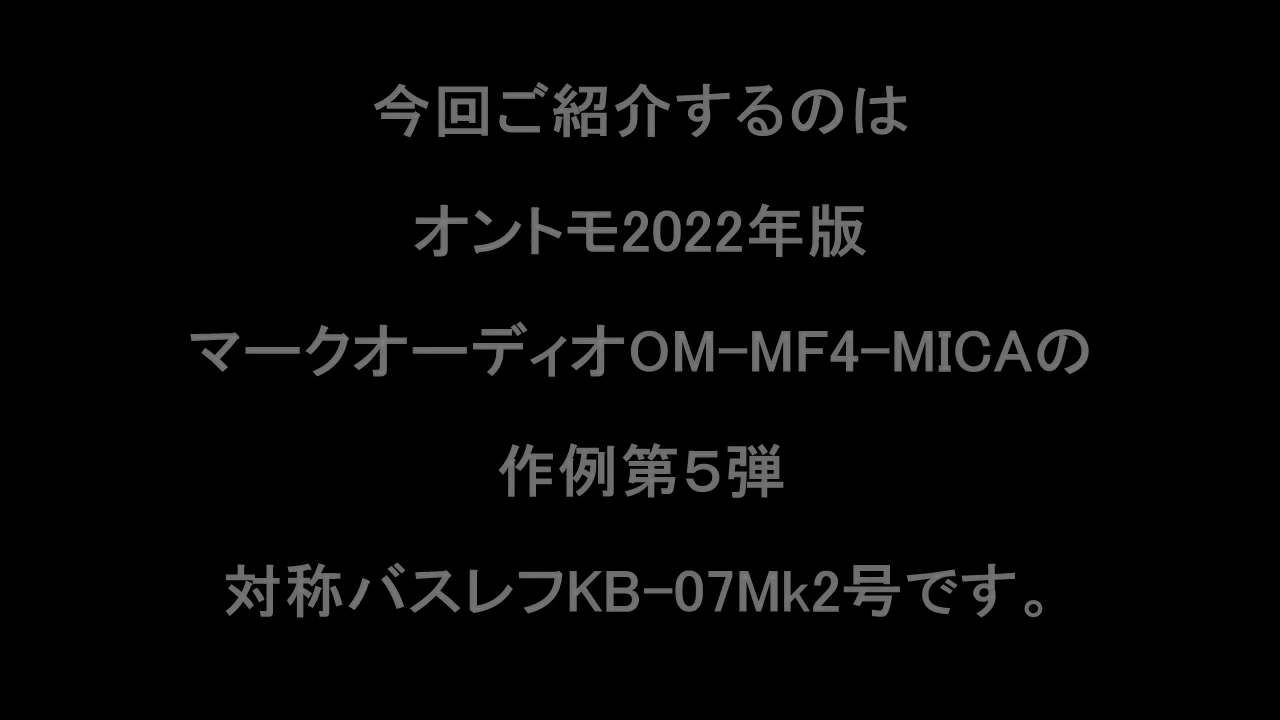 今回ご紹介するのは
オントモ2022年版
マークオーディオOM-MF4-MICAの
作例第５弾
対称バスレフKB-07Mk2号です。